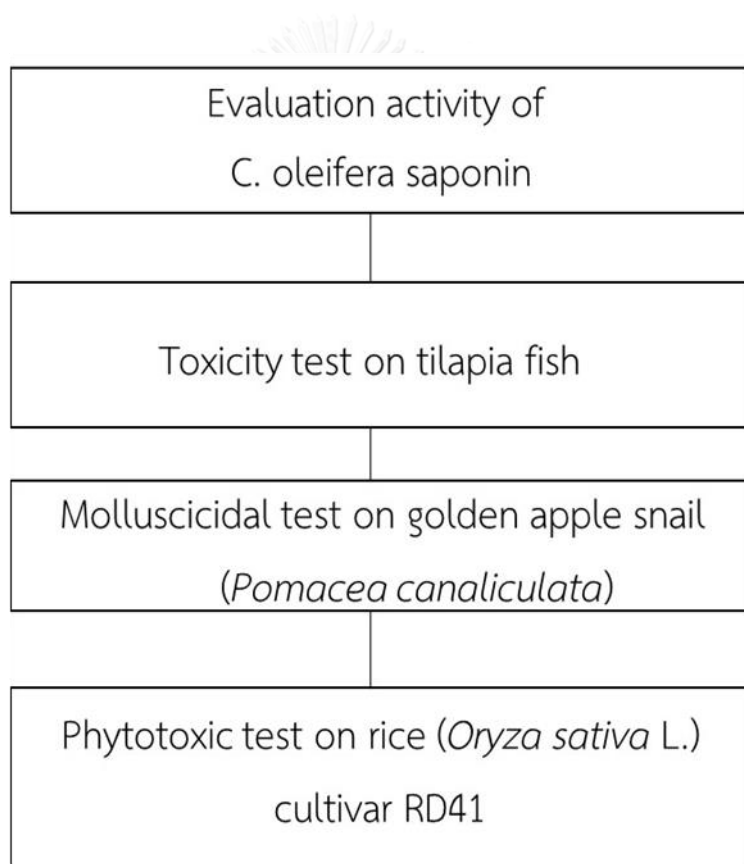 Evaluation activity of
C. oleifera saponin
Toxicity test on tilapia fish
Molluscicidal test on golden apple snail
(Pomacea canaliculata)
Phytotoxic test on rice (Oryza sativa L.)
cultivar RD41